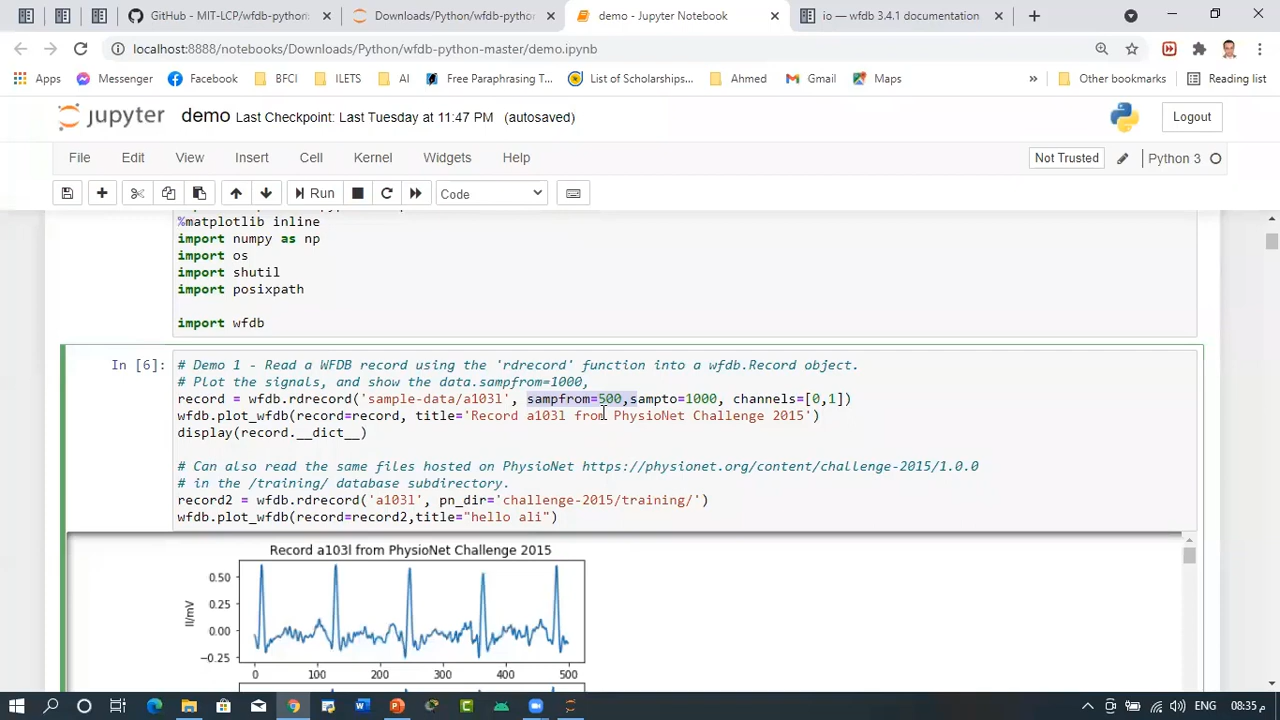 GitHub - MIT-LCP/wfdb-python:
Downloads/Python/wfdb-pytho
demo - Jupyter Notebook
io — wfdb 3.4.1 documentation
localhost:8888/notebooks/Downloads/Python/wfdb-python-master/demo.ipynb
Apps
Messenger
Facebook
BFCI
ILETS
AI
Free Paraphrasing T...
List of Scholarships...
Ahmed
Gmail
Maps
»
Other bookmarks
Reading list
jupyter
demo Last Checkpoint: Last Tuesday at 11:47 PM (autosaved)
Logout
File
Edit
View
Insert
Cell
Kernel
Widgets
Help
Not Trusted
Python 3
Run
Code
%matplotlib inline
import numpy as np
import os
import shutil
import posixpath
import wfdb
In [6]:
# Demo 1 - Read a WFDB record using the 'rdrecord' function into a wfdb.Record object.
# Plot the signals, and show the data.sampfrom=1000,
record = wfdb.rdrecord('sample-data/a103l', sampfrom=500,sampto=1000, channels=[0,1])
wfdb.plot_wfdb(record=record, title='Record a103l from PhysioNet Challenge 2015')
display(record.__dict__)
# Can also read the same files hosted on PhysioNet https://physionet.org/content/challenge-2015/1.0.0
# in the /training/ database subdirectory.
record2 = wfdb.rdrecord('a103l', pn_dir='challenge-2015/training/')
wfdb.plot_wfdb(record=record2,title="hello ali")
Record a103l from PhysioNet Challenge 2015
II/mV
0.50
0.25
0.00
-0.25
0
100
200
300
400
500
ENG
08:35 م